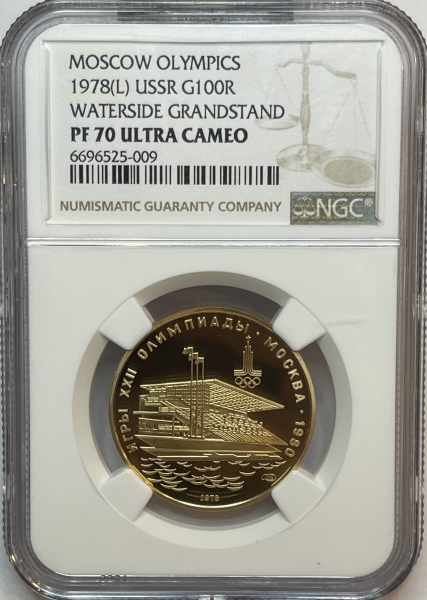 MOSCOW OLYMPICS
1978(L) USSR G100R
WATERSIDE GRANDSTAND
PF 70 ULTRA CAMEO
6696525-009
NUMISMATIC GUARANTY COMPANY
NGC®
ИГРЫ XXII ОЛИМПИАДЫ · МОСКВА · 1980
1978